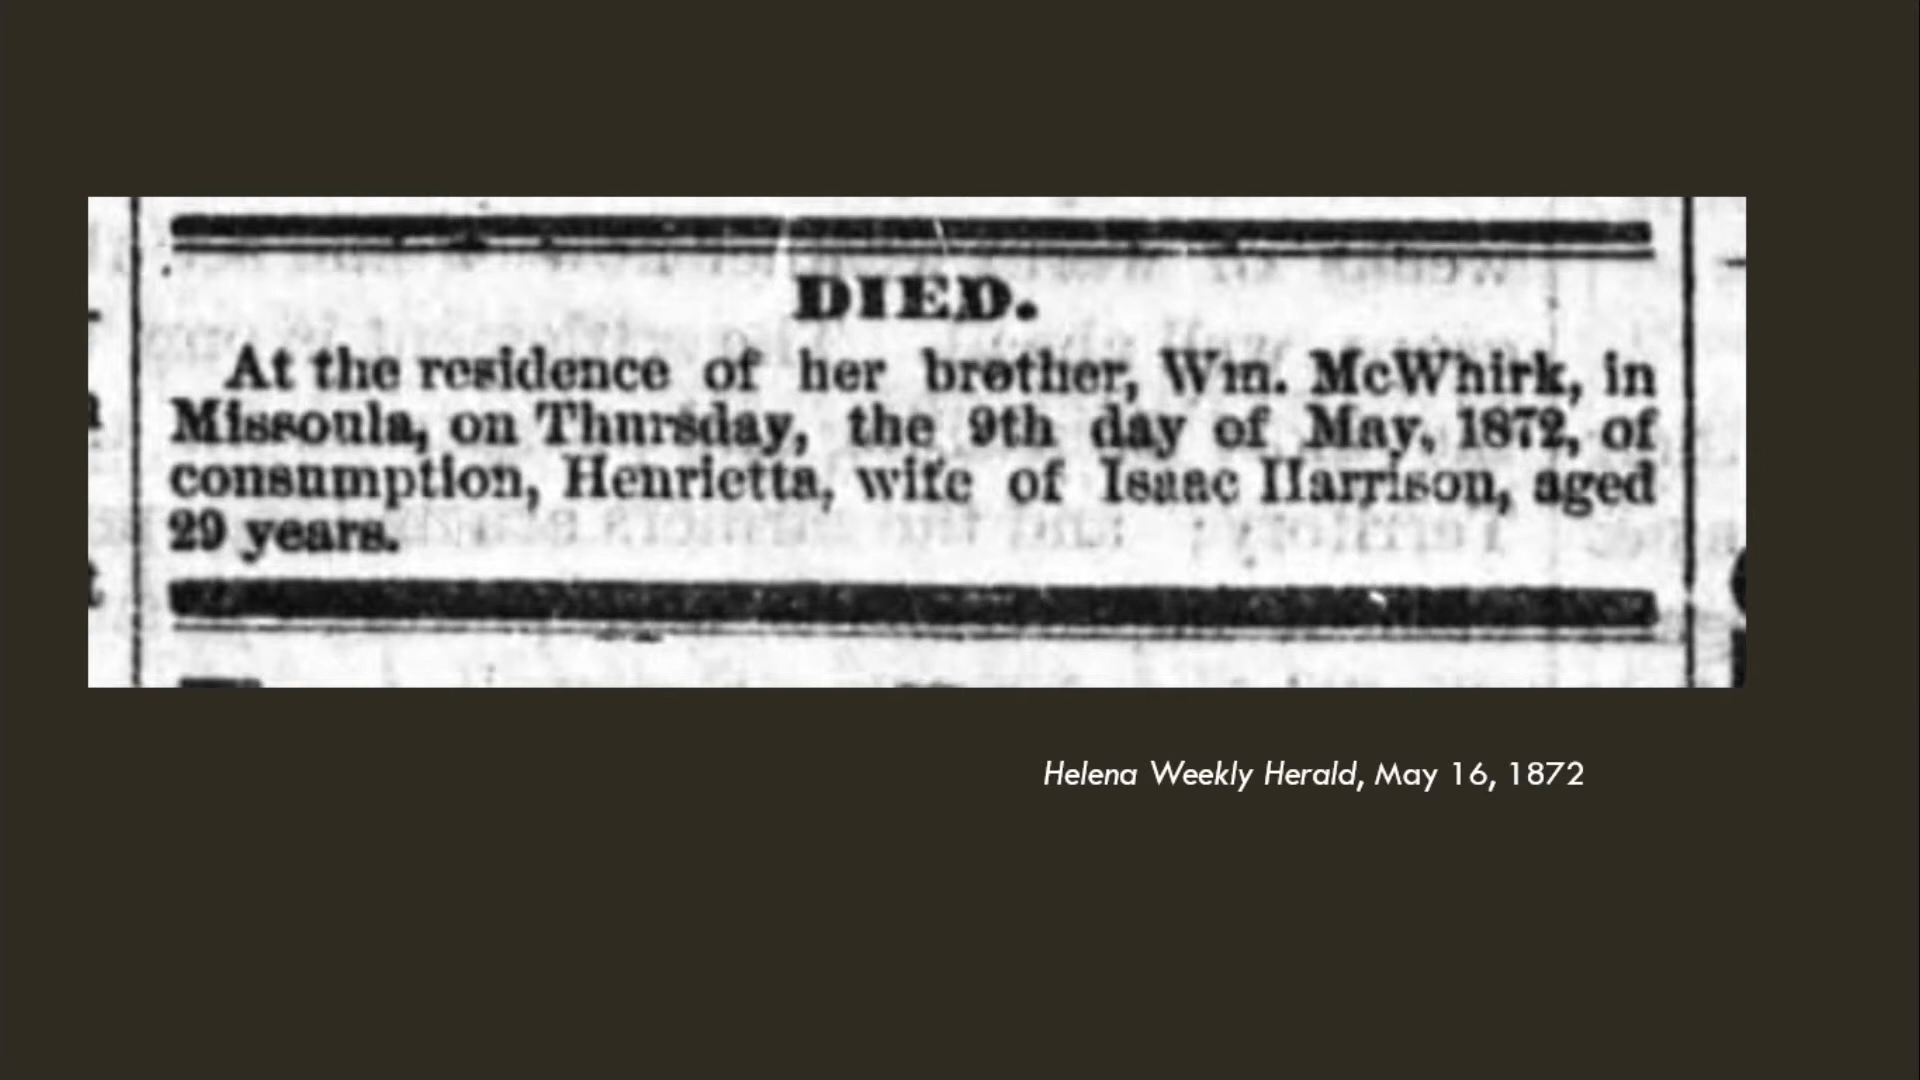 DIED.
At the residence of her brother, Wm. McWhirk, in
Missoula, on Thursday, the 9th day of May, 1872, of
consumption, Henrietta, wife of Isaac Harrison, aged
29 years.
Helena Weekly Herald, May 16, 1872